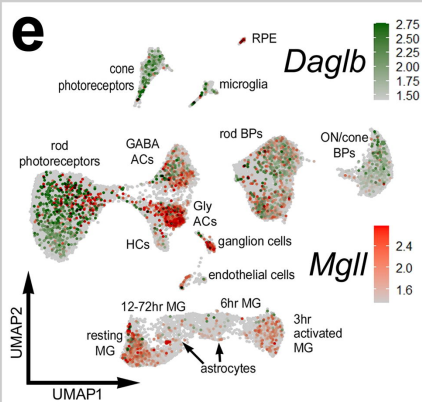 e
RPE
Daglb
2.75
2.50
2.25
2.00
1.75
1.50
cone
photoreceptors
microglia
rod
photoreceptors
GABA
ACs
rod BPs
ON/cone
BPs
Gly
ACs
HCs
ganglion cells
endothelial cells
Mgll
2.4
2.0
1.6
12-72hr MG
6hr MG
resting
MG
3hr
activated
MG
astrocytes
UMAP2
UMAP1